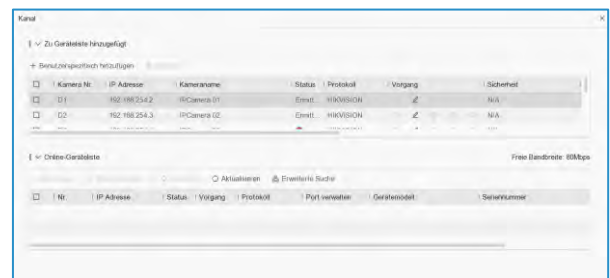 Kanal
Zu Geräteliste hinzugefügt
+ Benutzerspezifisch hinzufügen
Kamera Nr. IP Adresse Kameraname Status Protokoll Vorgang Sicherheit
D1 192.168.254.2 IPCamera 01 Ermitt... HIKVISION N/A
D2 192.168.254.3 IPCamera 02 Ermitt... HIKVISION N/A
Online-Geräteliste Freie Bandbreite: 80Mbps
Aktualisieren Erweiterte Suche
Nr. IP Adresse Status Vorgang Protokoll Port verwalten Gerätemodell Seriennummer